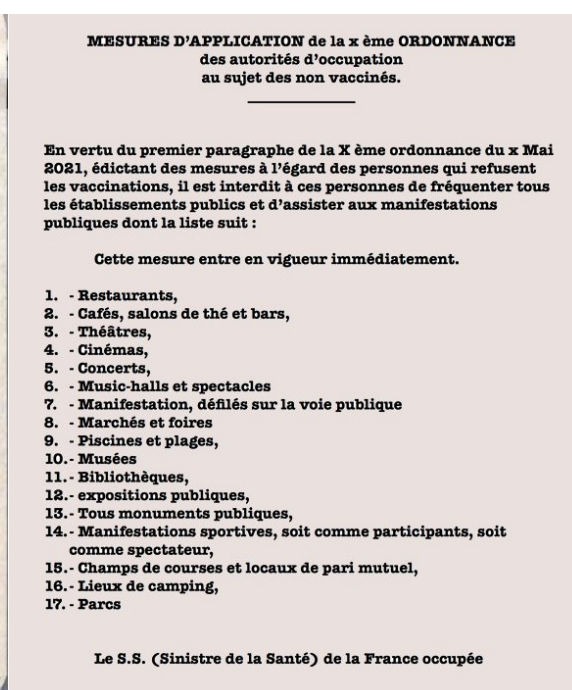 MESURES D’APPLICATION de la x ème ORDONNANCE
des autorités d’occupation
au sujet des non vaccinés.
En vertu du premier paragraphe de la X ème ordonnance du x Mai
2021, édictant des mesures à l’égard des personnes qui refusent
les vaccinations, il est interdit à ces personnes de fréquenter tous
les établissements publics et d’assister aux manifestations
publiques dont la liste suit :
Cette mesure entre en vigueur immédiatement.
1. - Restaurants,
2. - Cafés, salons de thé et bars,
3. - Théâtres,
4. - Cinémas,
5. - Concerts,
6. - Music-halls et spectacles
7. - Manifestation, défilés sur la voie publique
8. - Marchés et foires
9. - Piscines et plages,
10.- Musées
11.- Bibliothèques,
12.- expositions publiques,
13.- Tous monuments publiques,
14.- Manifestations sportives, soit comme participants, soit
comme spectateur,
15.- Champs de courses et locaux de pari mutuel,
16.- Lieux de camping,
17. - Parcs
Le S.S. (Sinistre de la Santé) de la France occupée